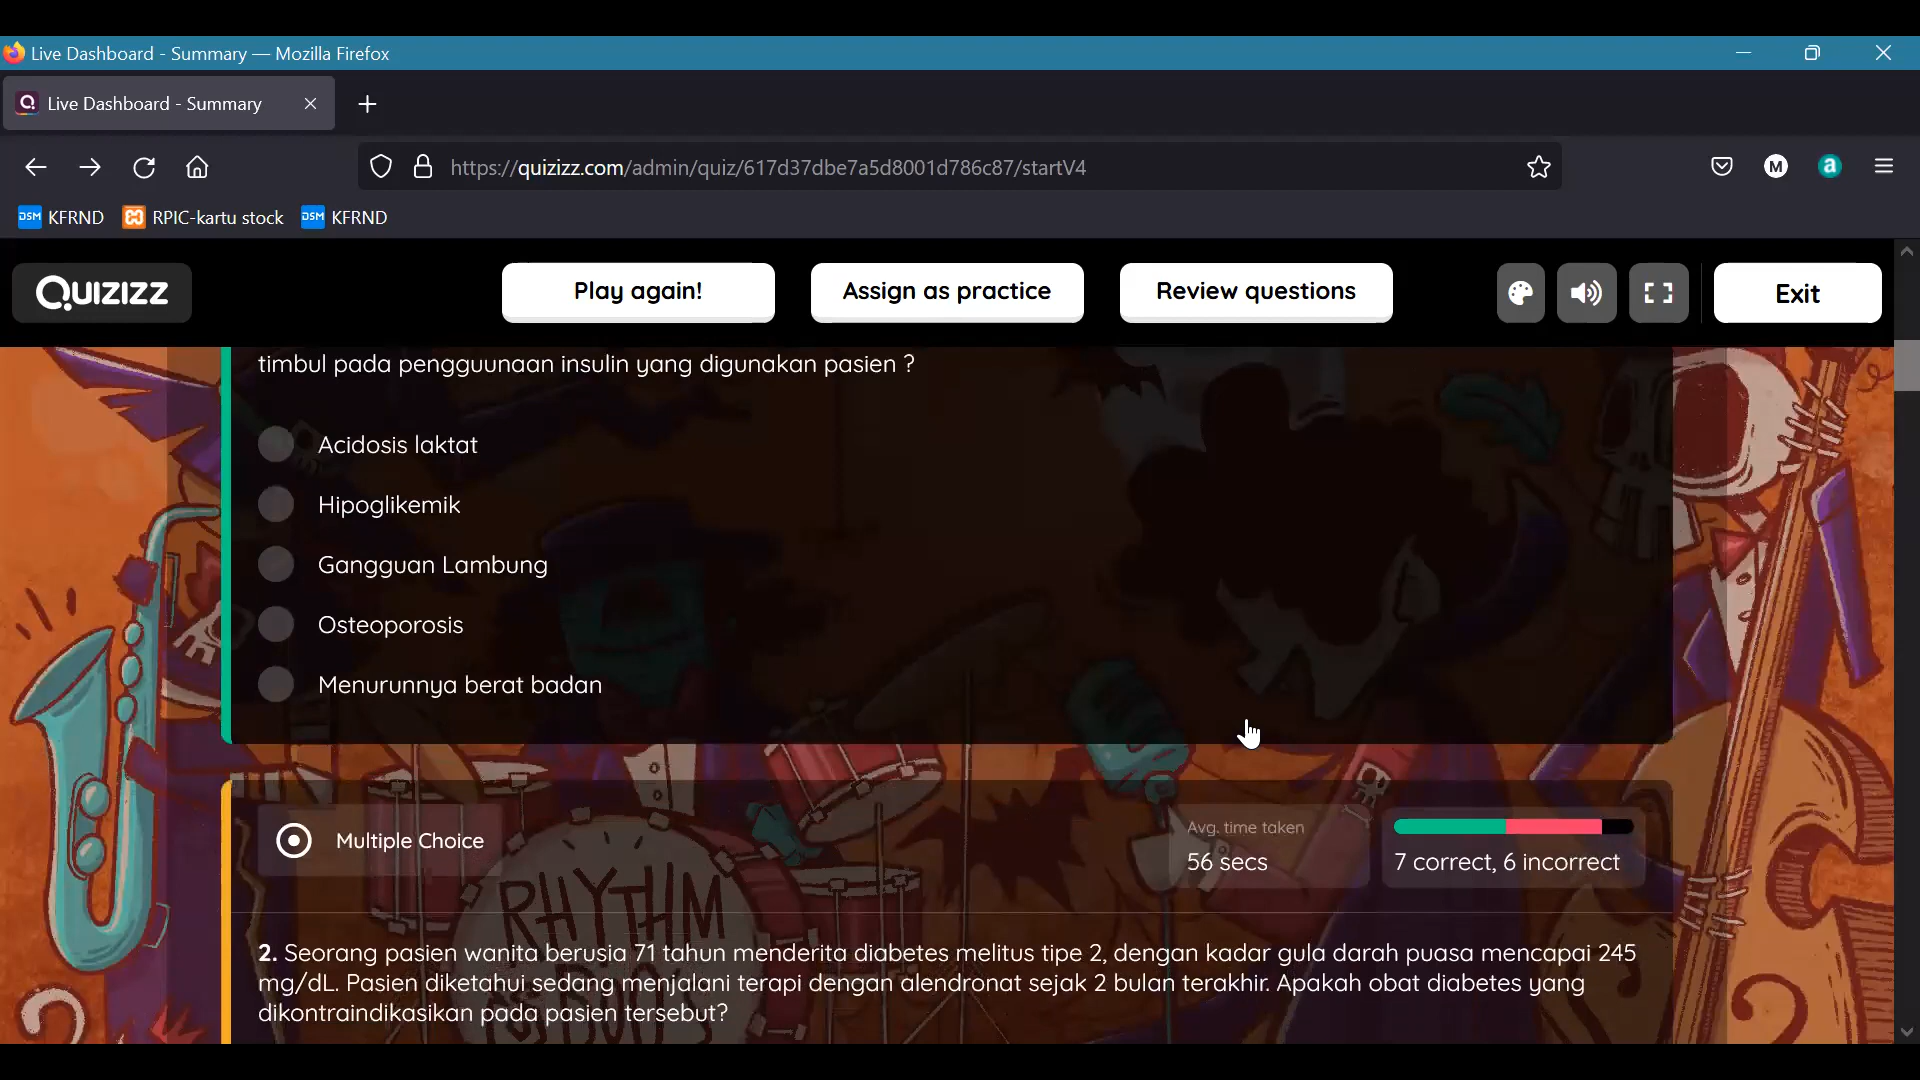 Live Dashboard - Summary — Mozilla Firefox
Live Dashboard - Summary
https://quizizz.com/admin/quiz/617d37dbe7a5d8001d786c87/startV4
M
a
DSM KFRND
RPIC-kartu stock
DSM KFRND
Quizizz
Play again!
Assign as practice
Review questions
Exit
timbul pada pengguunaan insulin yang digunakan pasien ?
Acidosis laktat
Hipoglikemik
Gangguan Lambung
Osteoporosis
Menurunnya berat badan
Multiple Choice
Avg. time taken
56 secs
7 correct, 6 incorrect
RHYTHM
2. Seorang pasien wanita berusia 71 tahun menderita diabetes melitus tipe 2, dengan kadar gula darah puasa mencapai 245
mg/dL. Pasien diketahui sedang menjalani terapi dengan alendronat sejak 2 bulan terakhir. Apakah obat diabetes yang
dikontraindikasikan pada pasien tersebut?